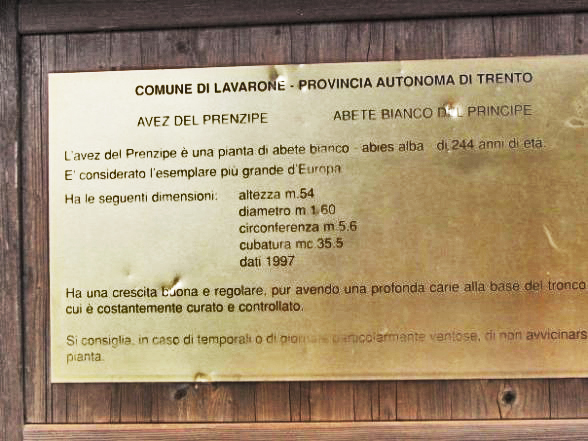 COMUNE DI LAVARONE - PROVINCIA AUTONOMA DI TRENTO
AVEZ DEL PRENZIPE ABETE BIANCO DEL PRINCIPE
L'avez del Prenzipe è una pianta di abete bianco - abies alba di 244 anni di età.
E' considerato l'esemplare più grande d'Europa
Ha le seguenti dimensioni: altezza m.54
diametro m 1.60
circonferenza m 5.6
cubatura mc 35.5
dati 1997
Ha una crescita buona e regolare, pur avendo una profonda carie alla base del tronco
cui è costantemente curato e controllato.
Si consiglia, in caso di temporali o di giornate particolarmente ventose, di non avvicinars
pianta.